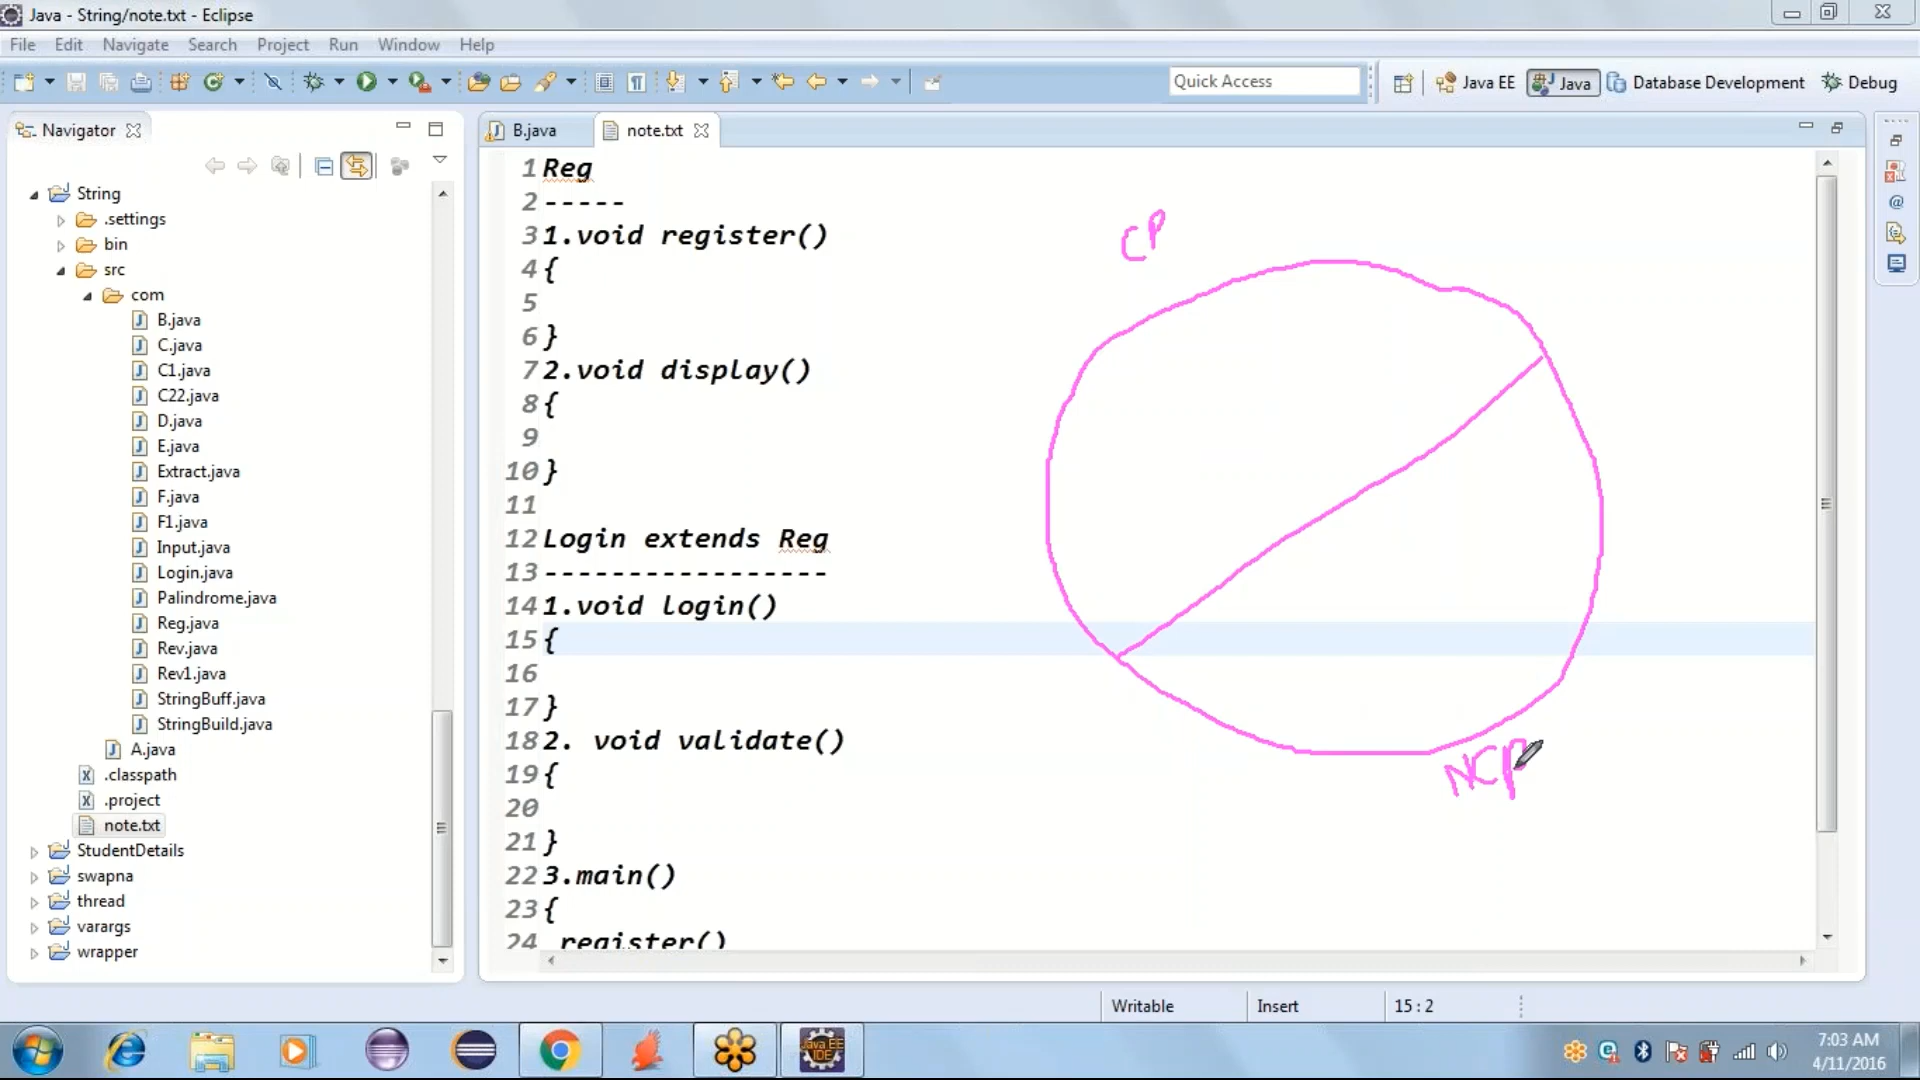 Java - String/note.txt - Eclipse
File Edit Navigate Search Project Run Window Help
Quick Access
Java EE
Java
Database Development
Debug
Navigator
String
.settings
bin
src
com
B.java
C.java
C1.java
C22.java
D.java
E.java
Extract.java
F.java
F1.java
Input.java
Login.java
Palindrome.java
Reg.java
Rev.java
Rev1.java
StringBuff.java
StringBuild.java
A.java
.classpath
.project
note.txt
StudentDetails
swapna
thread
varargs
wrapper
B.java
note.txt
1 Reg
2 -----
3 1.void register()
4 {
5
6 }
7 2.void display()
8 {
9
10 }
11
12 Login extends Reg
13 -----------------
14 1.void login()
15 {
16
17 }
18 2. void validate()
19 {
20
21 }
22 3.main()
23 {
24 register()
CP
NCP
Writable
Insert
15 : 2
Java EE
IDE
7:03 AM
4/11/2016